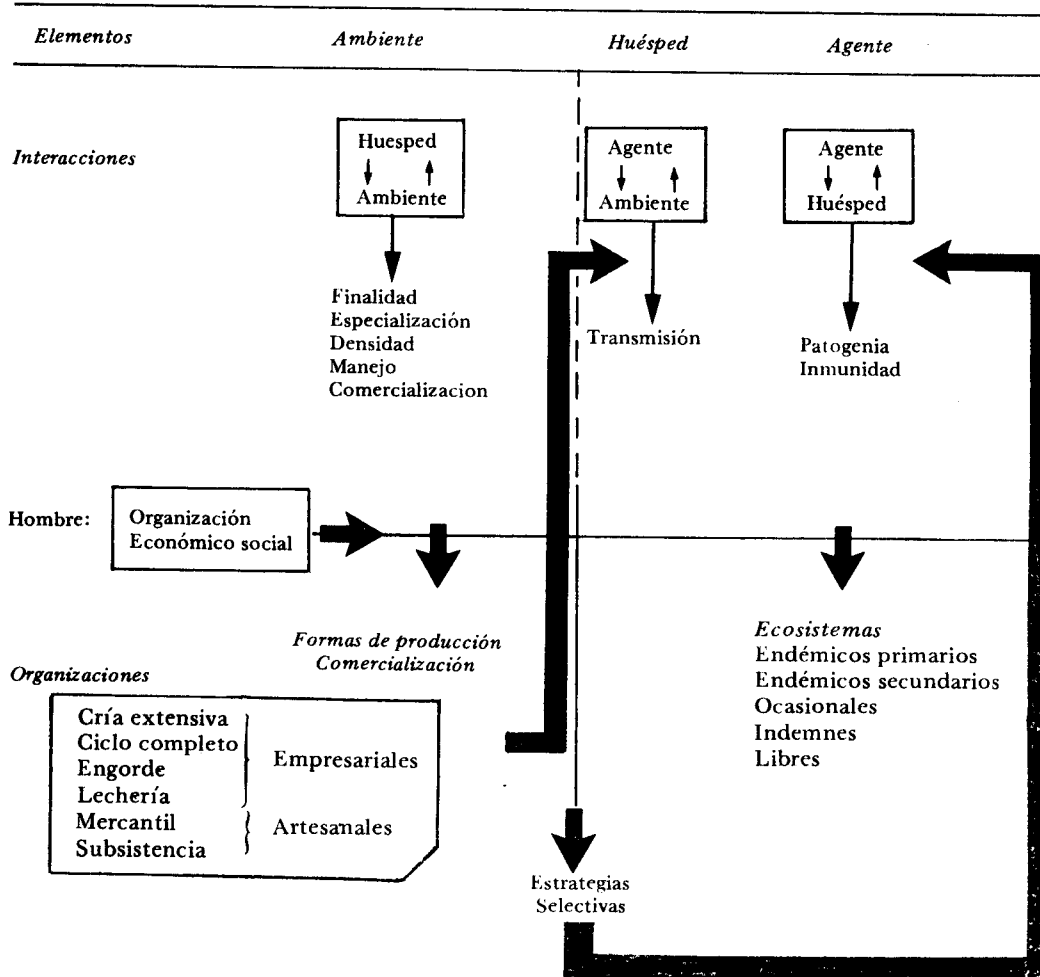 Elementos Ambiente Huésped Agente
Interacciones
Huesped
Ambiente
Agente
Ambiente
Agente
Huésped
Finalidad
Especialización
Densidad
Manejo
Comercializacion
Transmisión
Patogenia
Inmunidad
Hombre:
Organización
Económico social
Formas de producción
Comercialización
Ecosistemas
Endémicos primarios
Endémicos secundarios
Ocasionales
Indemnes
Libres
Organizaciones
Cría extensiva
Ciclo completo
Engorde
Lechería
Empresariales
Mercantil
Subsistencia
Artesanales
Estrategias
Selectivas